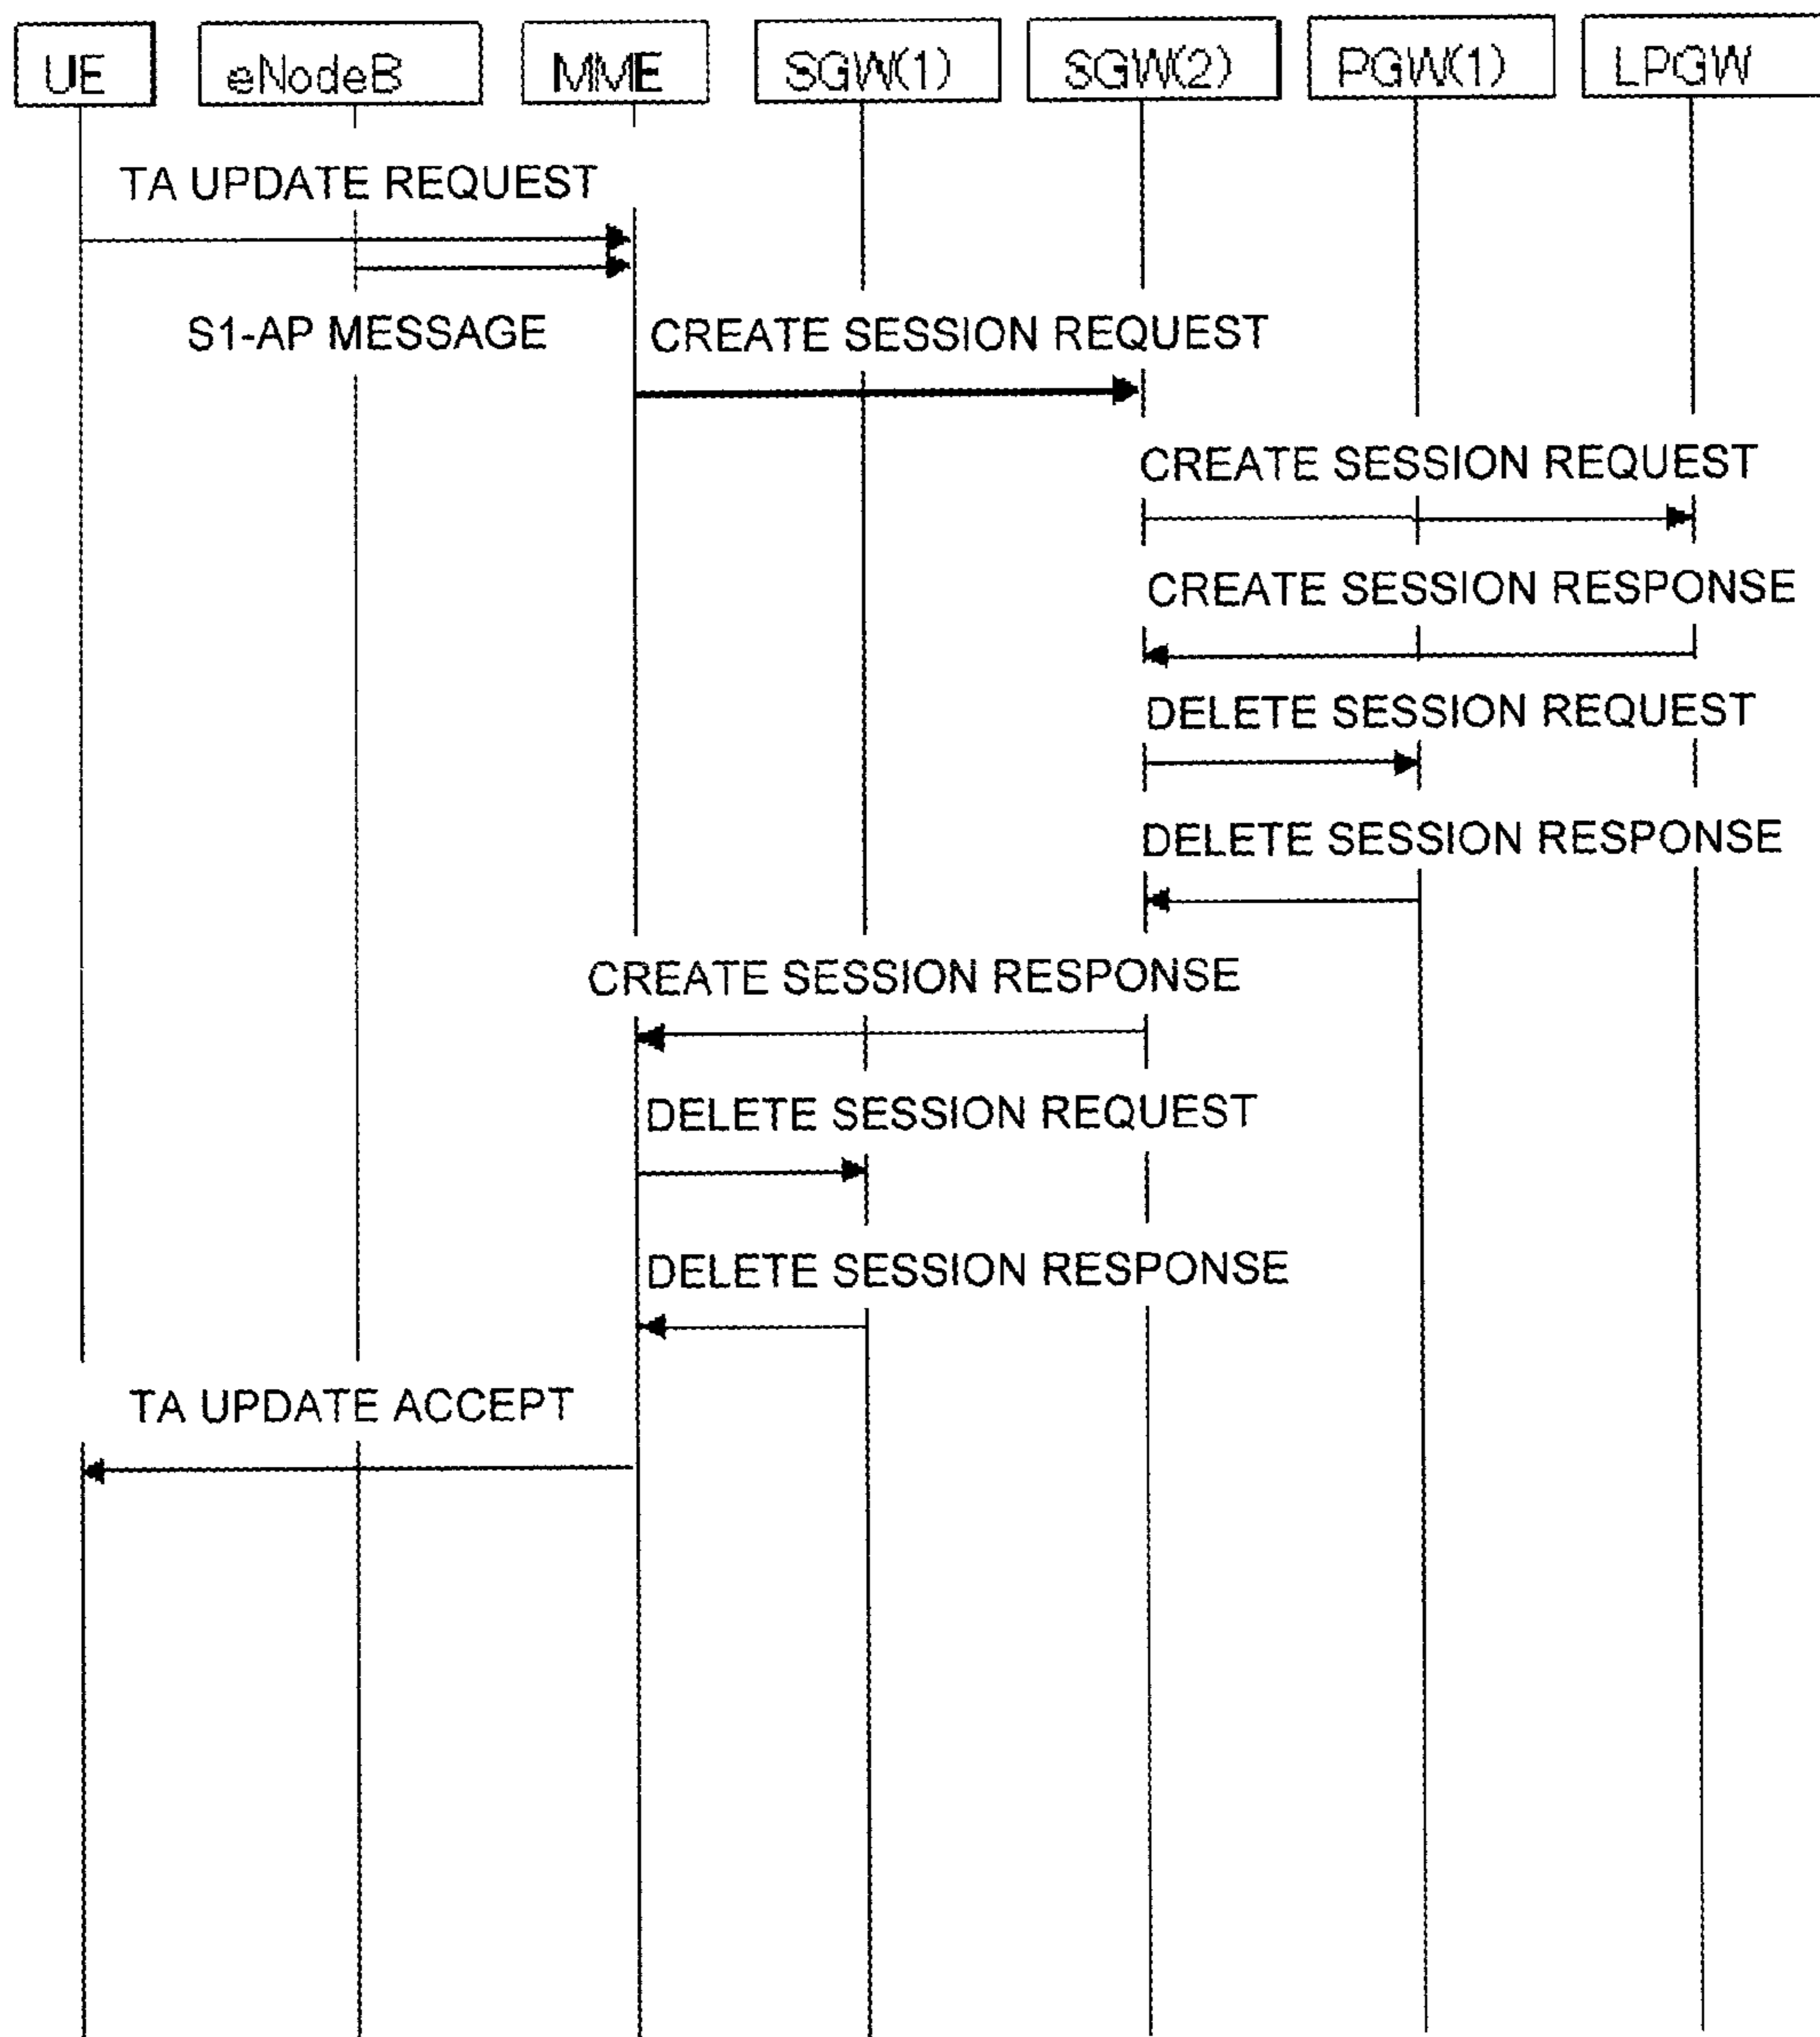 UE eNodeB MME SGW(1) SGW(2) PGW(1) LPGW
TA UPDATE REQUEST
S1-AP MESSAGE CREATE SESSION REQUEST
CREATE SESSION REQUEST
CREATE SESSION RESPONSE
DELETE SESSION REQUEST
DELETE SESSION RESPONSE
CREATE SESSION RESPONSE
DELETE SESSION REQUEST
DELETE SESSION RESPONSE
TA UPDATE ACCEPT